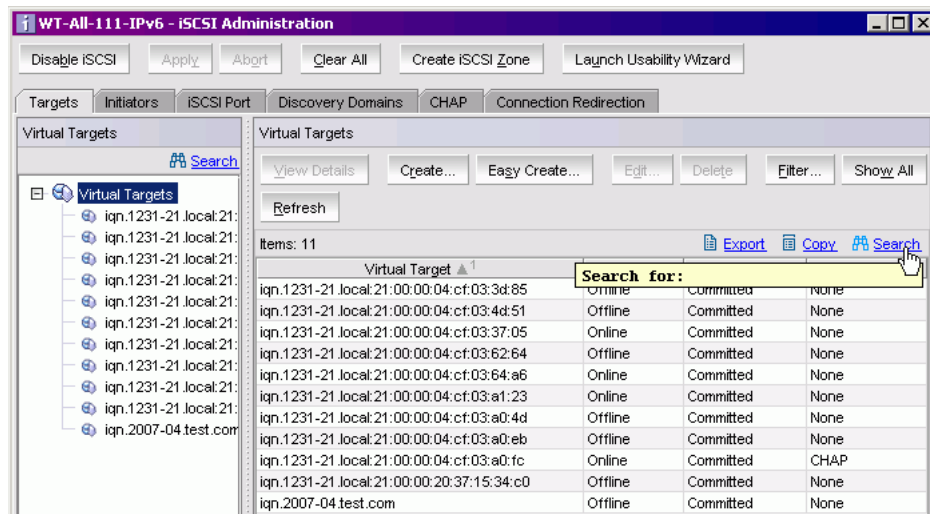 WT-All-111-IPv6 - iSCSI Administration
Disable iSCSI Apply Abort Clear All Create iSCSI Zone Launch Usability Wizard
Targets Initiators iSCSI Port Discovery Domains CHAP Connection Redirection
Virtual Targets
Search
Virtual Targets
iqn.1231-21.local:21:
iqn.1231-21.local:21:
iqn.1231-21.local:21:
iqn.1231-21.local:21:
iqn.1231-21.local:21:
iqn.1231-21.local:21:
iqn.1231-21.local:21:
iqn.1231-21.local:21:
iqn.1231-21.local:21:
iqn.1231-21.local:21:
iqn.2007-04.test.com
Virtual Targets
View Details Create... Easy Create... Edit... Delete Filter... Show All
Refresh
Items: 11 Export Copy Search
Virtual Target 1
Search for:
iqn.1231-21.local:21:00:00:04:cf:03:3d:85 Offline Committed None
iqn.1231-21.local:21:00:00:04:cf:03:4d:51 Offline Committed None
iqn.1231-21.local:21:00:00:04:cf:03:37:05 Online Committed None
iqn.1231-21.local:21:00:00:04:cf:03:62:64 Offline Committed None
iqn.1231-21.local:21:00:00:04:cf:03:64:a6 Online Committed None
iqn.1231-21.local:21:00:00:04:cf:03:a1:23 Online Committed None
iqn.1231-21.local:21:00:00:04:cf:03:a0:4d Offline Committed None
iqn.1231-21.local:21:00:00:04:cf:03:a0:eb Offline Committed None
iqn.1231-21.local:21:00:00:04:cf:03:a0:fc Online Committed CHAP
iqn.1231-21.local:21:00:00:20:37:15:34:c0 Offline Committed None
iqn.2007-04.test.com Offline Committed None